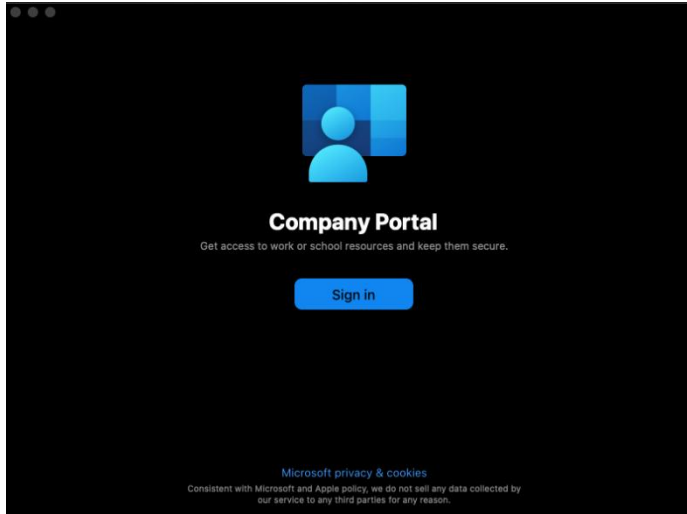 Company Portal
Get access to work or school resources and keep them secure.
Sign in
Microsoft privacy & cookies
Consistent with Microsoft and Apple policy, we do not sell any data collected by
our service to any third parties for any reason.